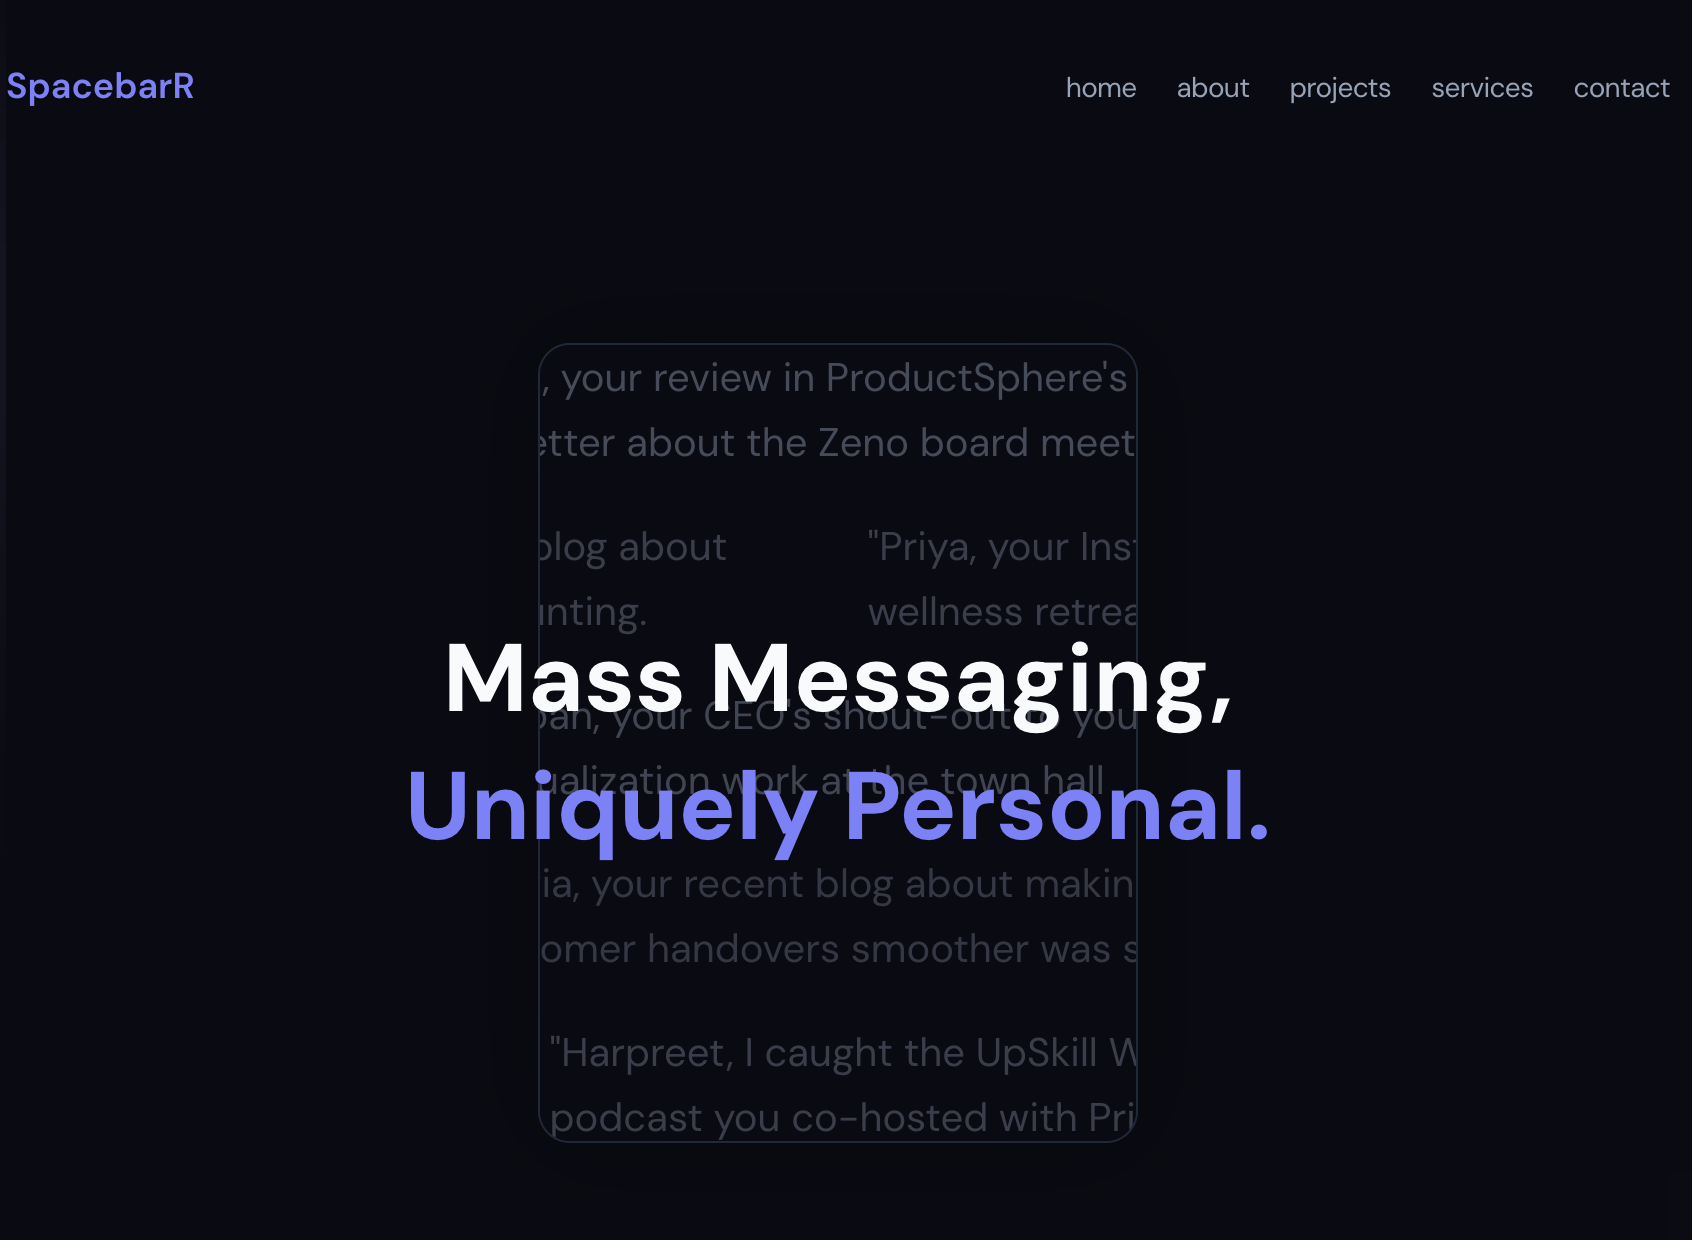 SpacebarR
home about projects services contact
, your review in ProductSphere's
etter about the Zeno board meet
blog about "Priya, your Inst
unting. wellness retrea
Mass Messaging,
pan, your CEO's shout-out to you
ualization work at the town hall
Uniquely Personal.
ia, your recent blog about makin
omer handovers smoother was s
"Harpreet, I caught the UpSkill W
podcast you co-hosted with Pri